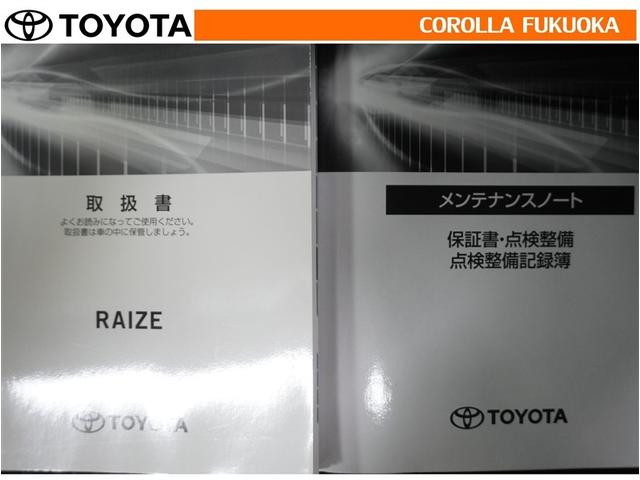 TOYOTA
COROLLA FUKUOKA
取扱書
よくお読みになってご使用ください。
取扱書は車の中に保管しましょう。
RAIZE
TOYOTA
メンテナンスノート
保証書・点検整備
点検整備記録簿
TOYOTA